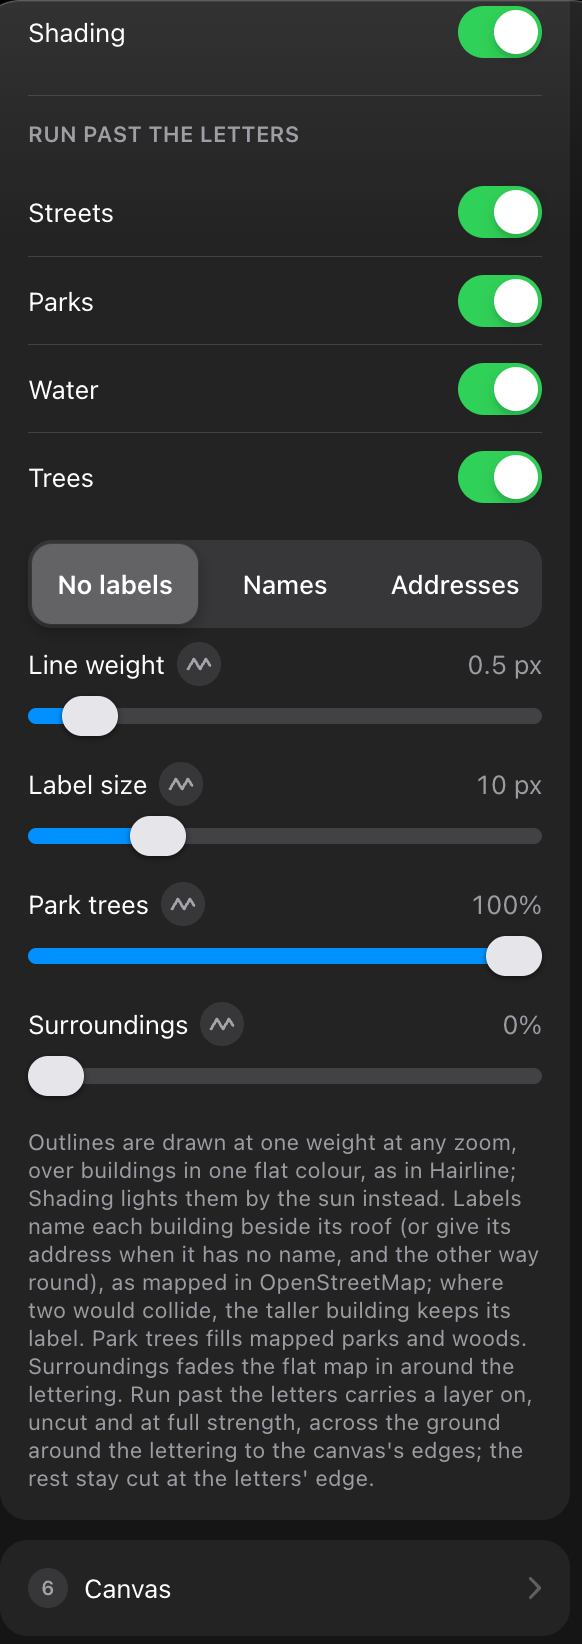 Shading
RUN PAST THE LETTERS
Streets
Parks
Water
Trees
No labels Names Addresses
Line weight 0.5 px
Label size 10 px
Park trees 100%
Surroundings 0%
Outlines are drawn at one weight at any zoom,
over buildings in one flat colour, as in Hairline;
Shading lights them by the sun instead. Labels
name each building beside its roof (or give its
address when it has no name, and the other way
round), as mapped in OpenStreetMap; where
two would collide, the taller building keeps its
label. Park trees fills mapped parks and woods.
Surroundings fades the flat map in around the
lettering. Run past the letters carries a layer on,
uncut and at full strength, across the ground
around the lettering to the canvas's edges; the
rest stay cut at the letters' edge.
6 Canvas